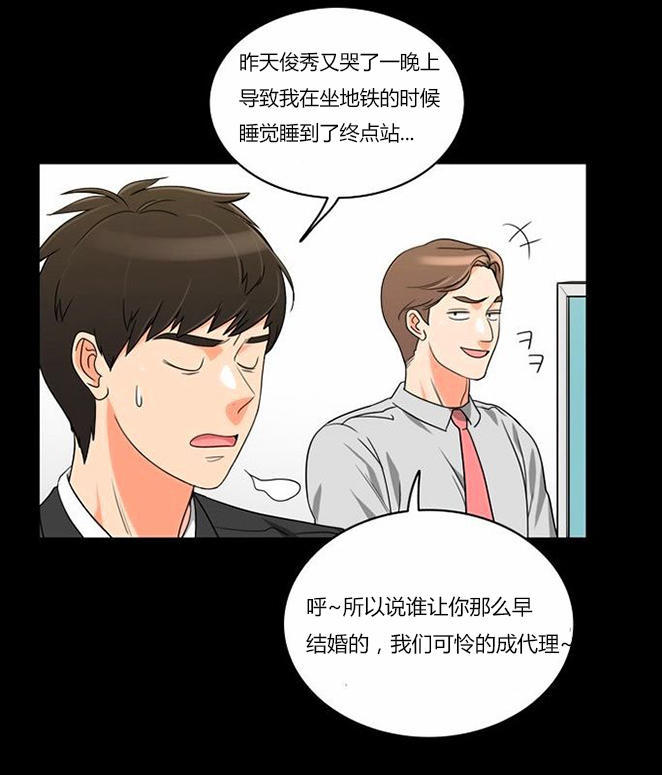 昨天俊秀又哭了一晚上
导致我在坐地铁的时候
睡觉睡到了终点站...
ㅋㅋ
呼~所以说谁让你那么早
结婚的，我们可怜的成代理~